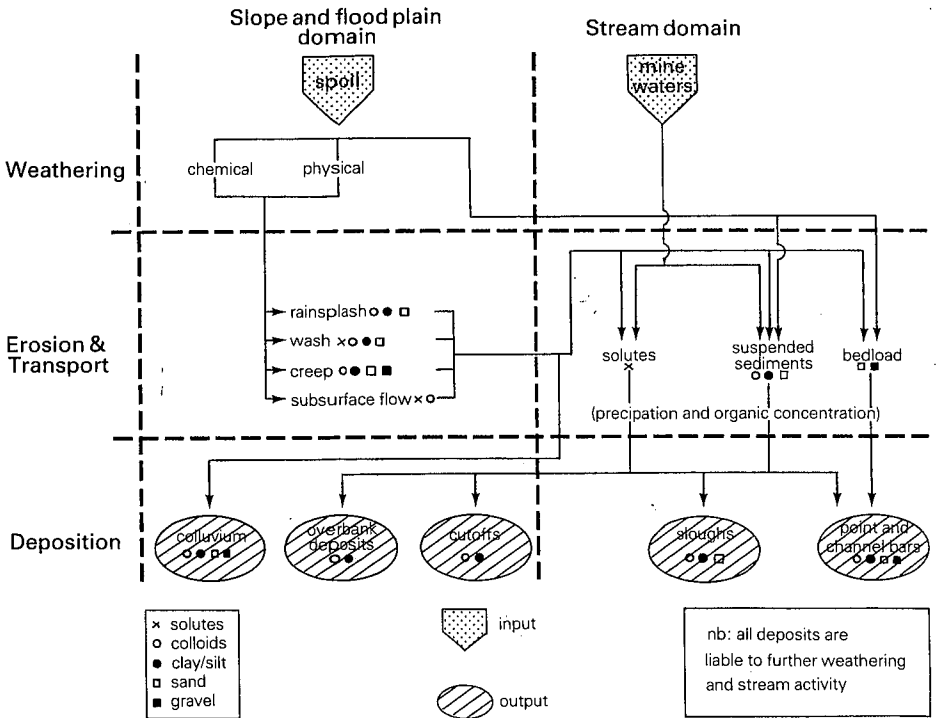 Slope and flood plain
domain
Stream domain
spoil
mine
waters
Weathering
chemical
physical
Erosion &
Transport
rainsplash
wash ×
creep
subsurface flow ×
solutes
×
suspended
sediments
bedload
(precipation and organic concentration)
Deposition
colluvium
overbank
deposits
cutoffs
sloughs
point and
channel bars
× solutes
colloids
clay/silt
sand
gravel
input
output
nb: all deposits are
liable to further weathering
and stream activity